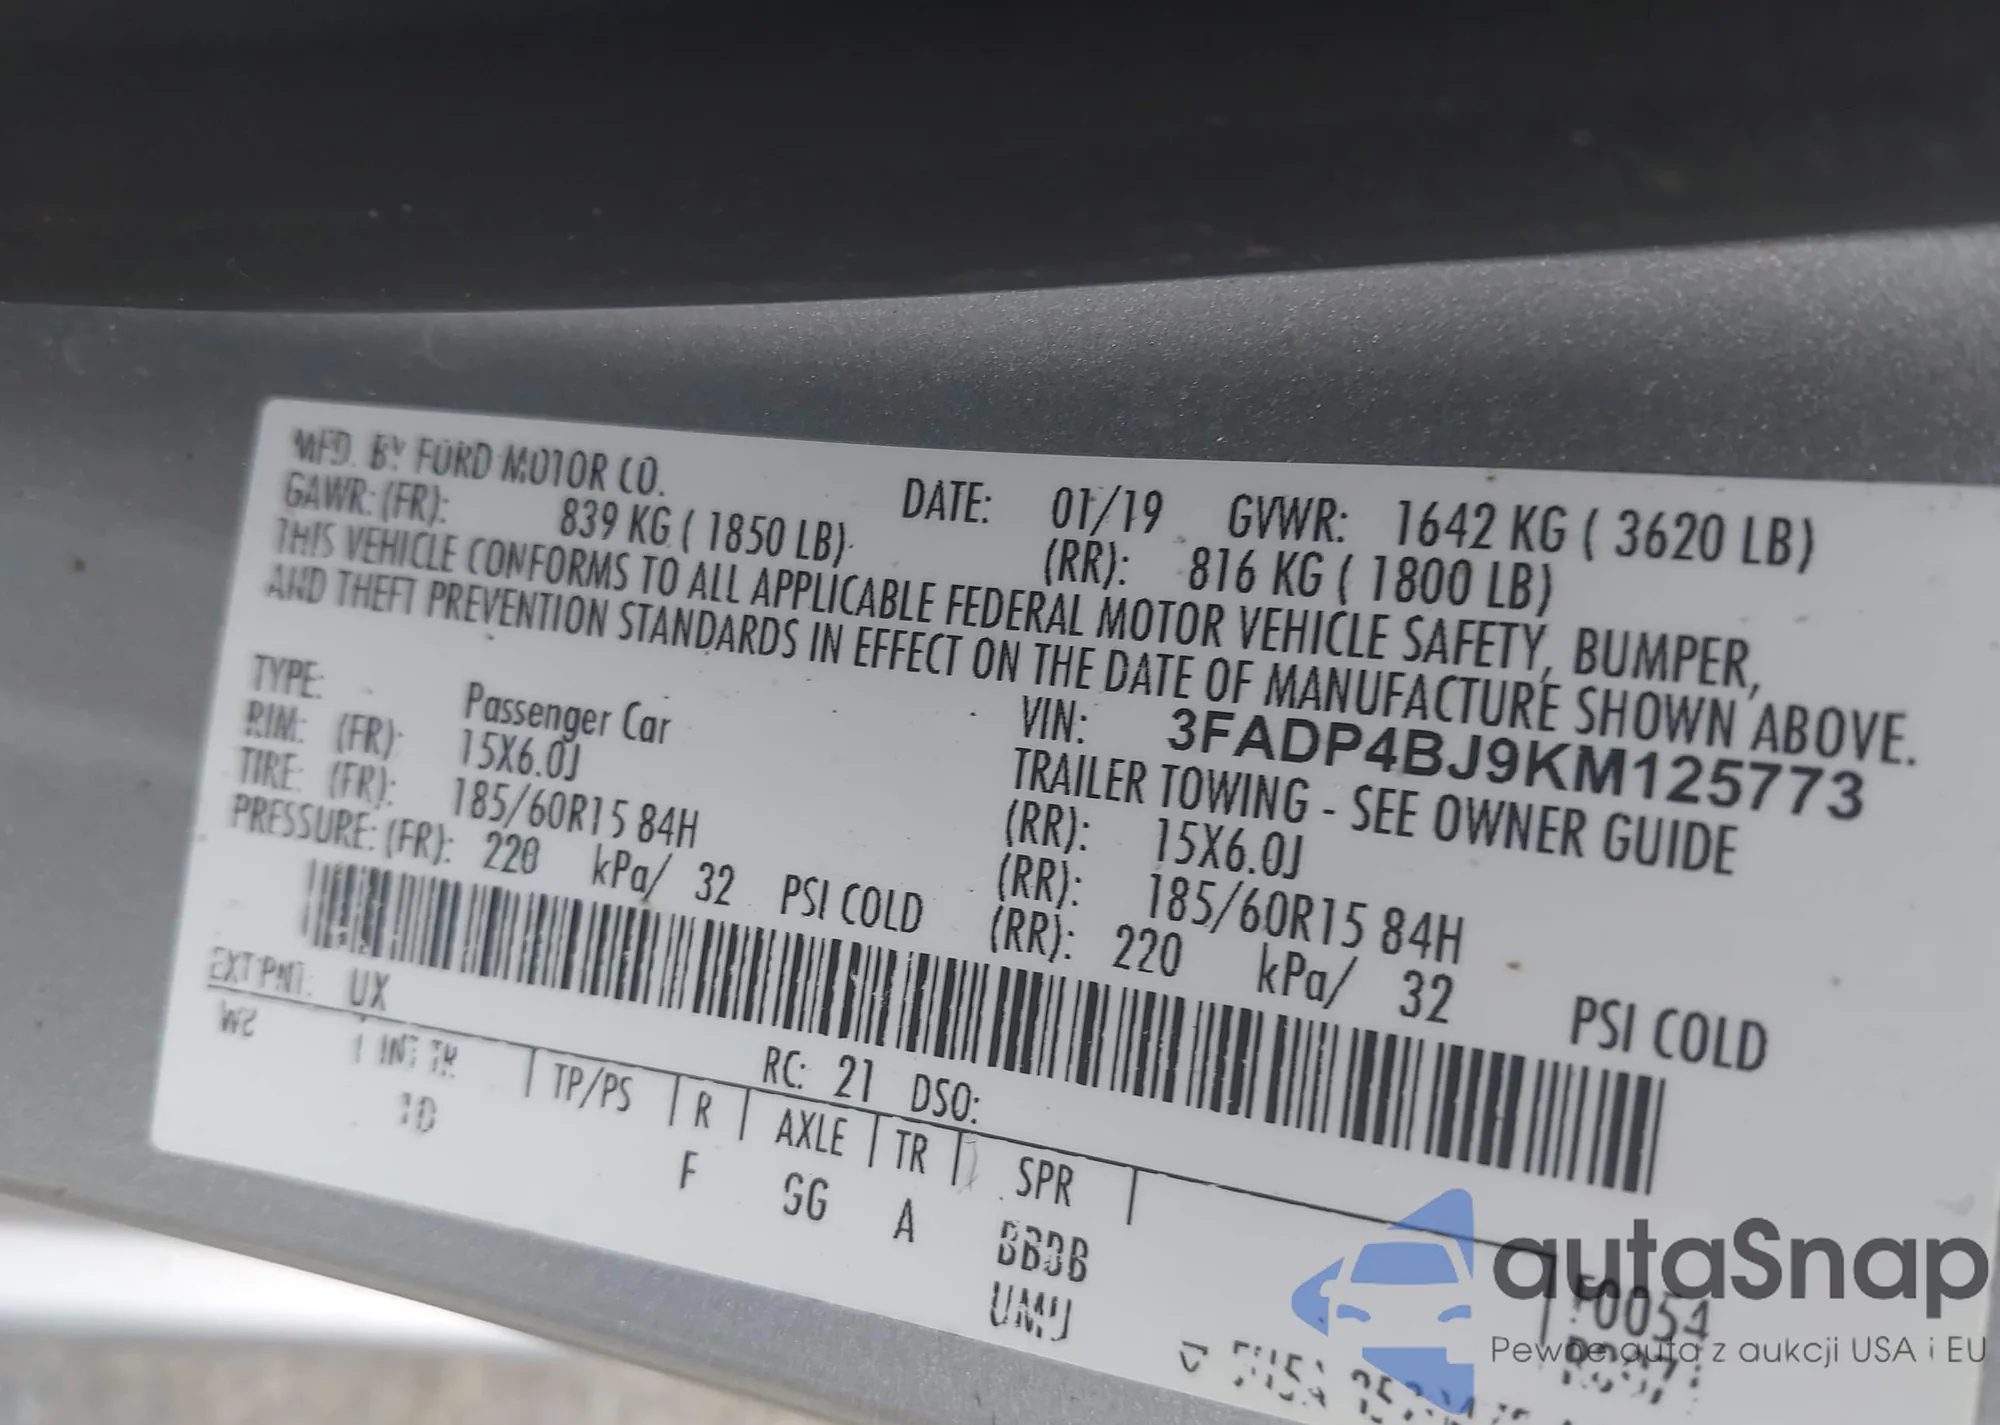 MFD. BY FORD MOTOR CO.
DATE: 01/19 GVWR: 1642 KG ( 3620 LB)
GAWR: (FR): 839 KG ( 1850 LB) (RR): 816 KG ( 1800 LB)
THIS VEHICLE CONFORMS TO ALL APPLICABLE FEDERAL MOTOR VEHICLE SAFETY, BUMPER,
AND THEFT PREVENTION STANDARDS IN EFFECT ON THE DATE OF MANUFACTURE SHOWN ABOVE.
VIN: 3FADP4BJ9KM125773
TYPE: Passenger Car TRAILER TOWING - SEE OWNER GUIDE
RIM: (FR): 15X6.0J (RR): 15X6.0J
TIRE: (FR): 185/60R15 84H (RR): 185/60R15 84H
PRESSURE: (FR): 220 kPa/ 32 PSI COLD (RR): 220 kPa/ 32 PSI COLD
EXT PNT: UX RC: 21 DSO:
INT TR TP/PS R AXLE TR SPR
F GG A
autaSnap
Pewne auta z aukcji USA i EU